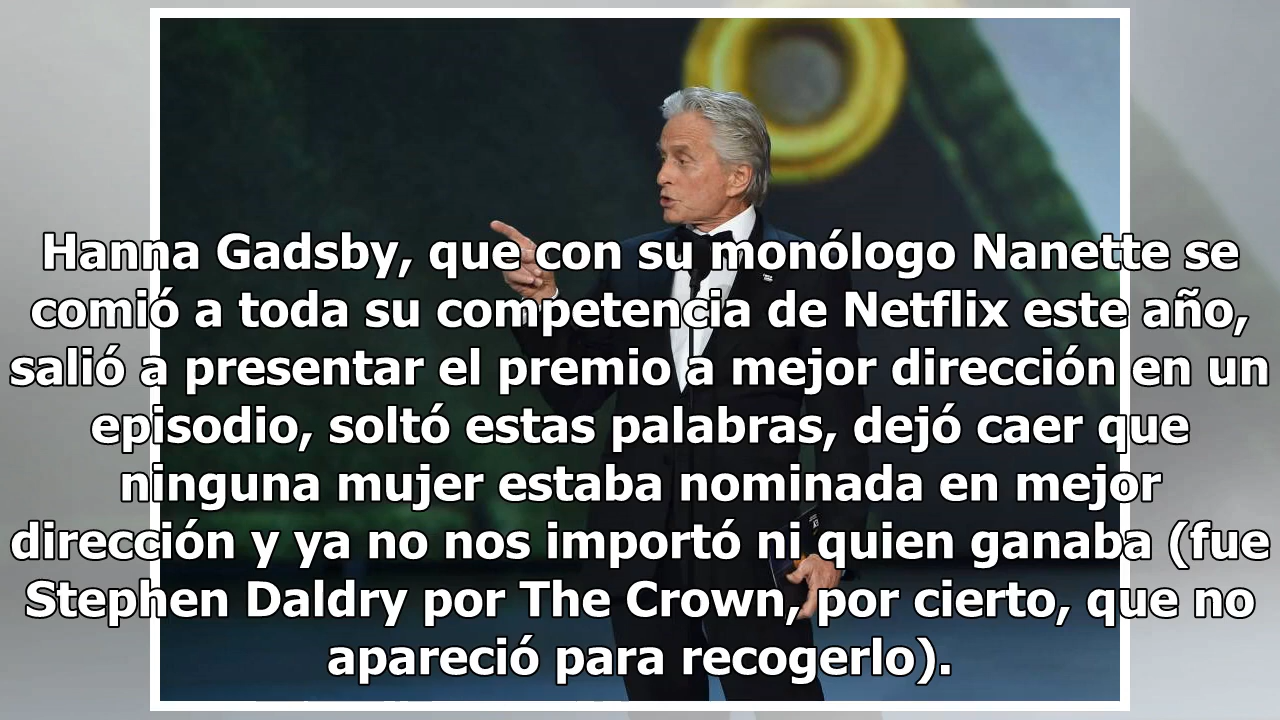 Hanna Gadsby, que con su monólogo Nanette se
comió a toda su competencia de Netflix este año,
salió a presentar el premio a mejor dirección en un
episodio, soltó estas palabras, dejó caer que
ninguna mujer estaba nominada en mejor
dirección y ya no nos importó ni quien ganaba (fue
Stephen Daldry por The Crown, por cierto, que no
apareció para recogerlo).